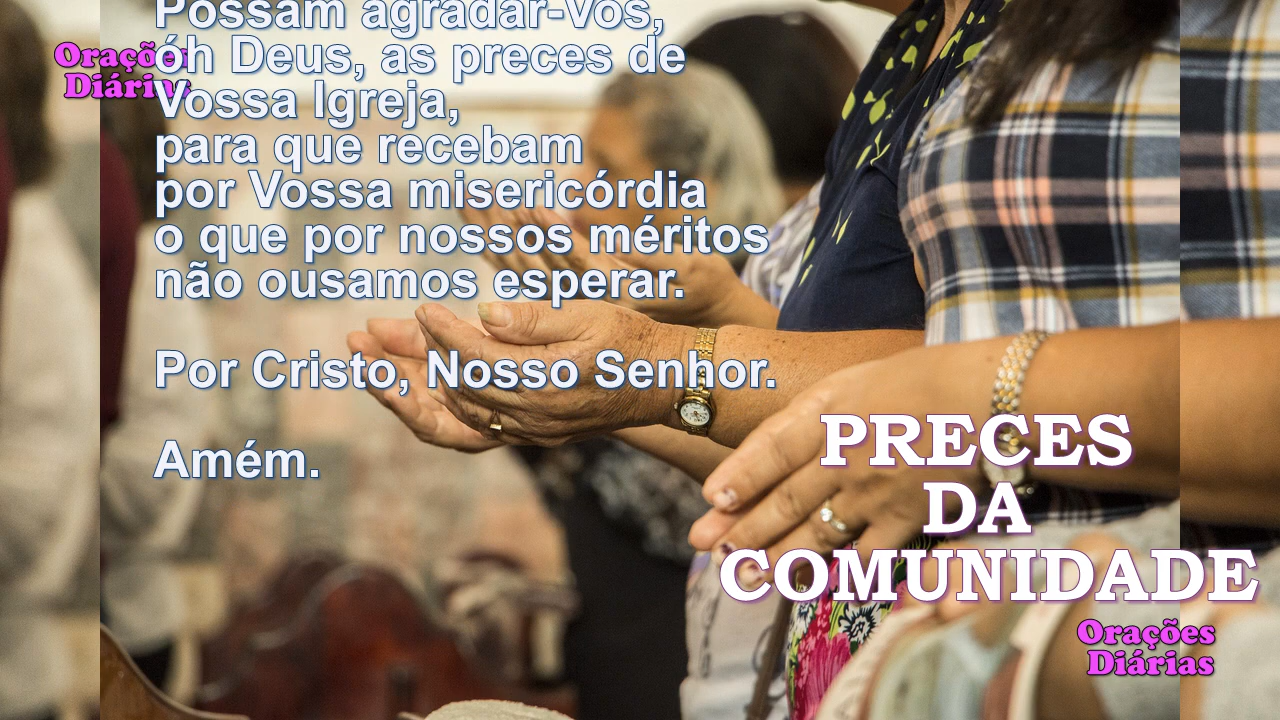 Possam agradar-Vos,
óh Deus, as preces de
Vossa Igreja,
para que recebam
por Vossa misericórdia
o que por nossos méritos
não ousamos esperar.
Por Cristo, Nosso Senhor.
Amém.
Orações
Diárias
PRECES
DA
COMUNIDADE
Orações
Diárias